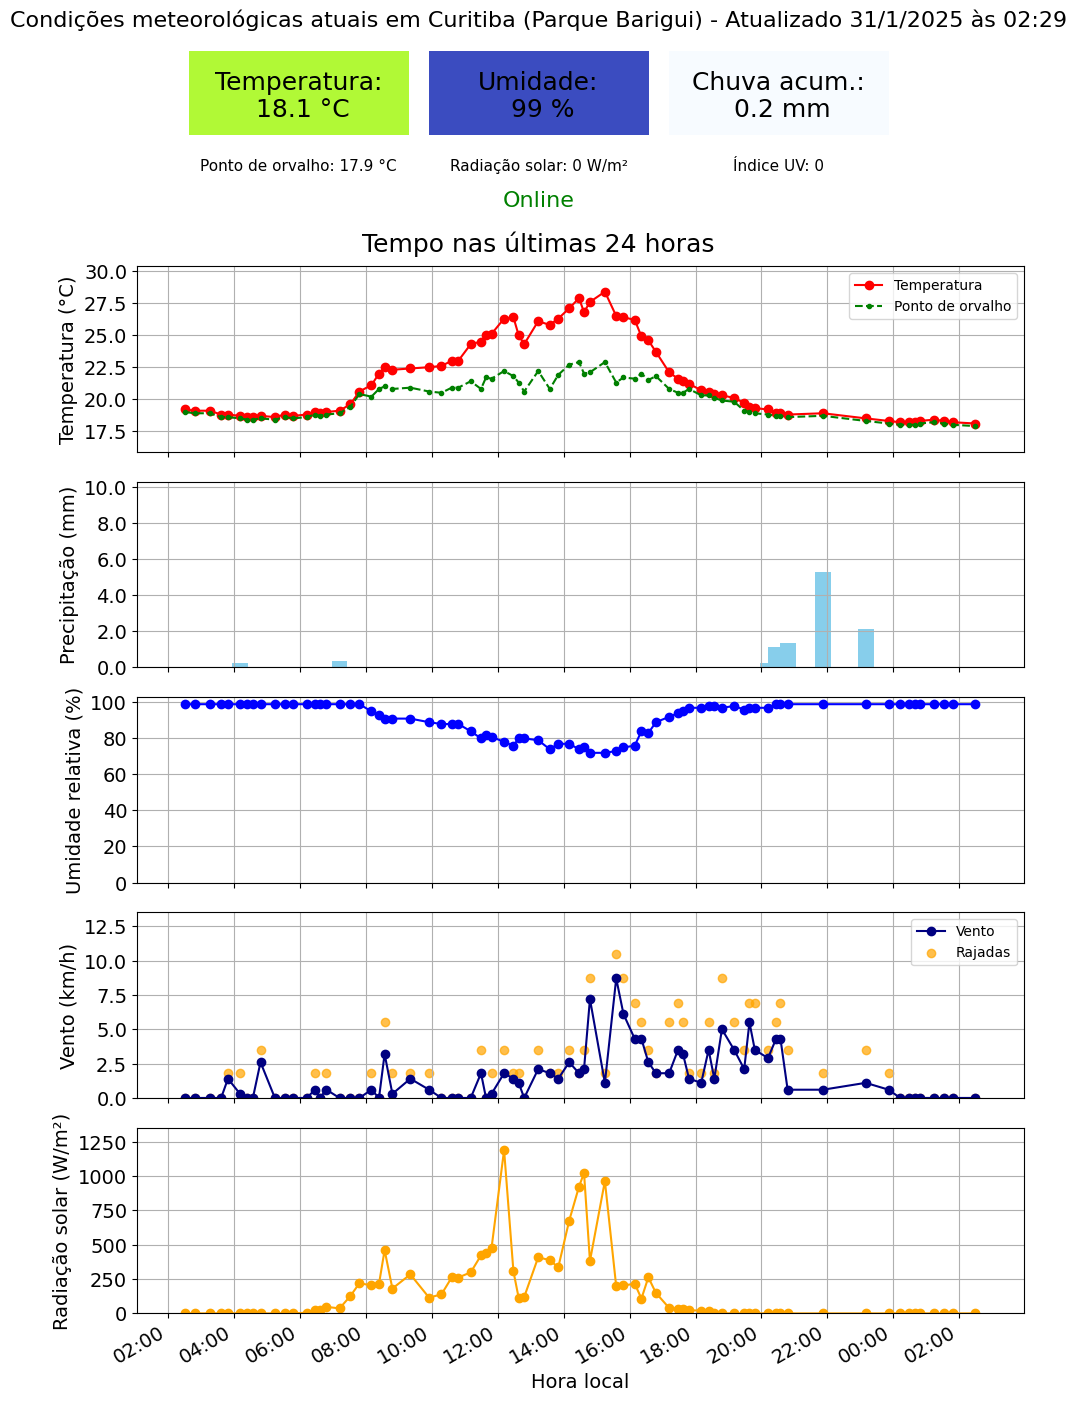 Condições meteorológicas atuais em Curitiba (Parque Barigui) - Atualizado 31/1/2025 às 02:29
Temperatura:
18.1 °C
Umidade:
99 %
Chuva acum.:
0.2 mm
Ponto de orvalho: 17.9 °C
Radiação solar: 0 W/m²
Índice UV: 0
Online
Tempo nas últimas 24 horas
Temperatura (°C)
30.0
27.5
25.0
22.5
20.0
17.5
Temperatura
Ponto de orvalho
Precipitação (mm)
10.0
8.0
6.0
4.0
2.0
0.0
Umidade relativa (%)
100
80
60
40
20
0
Vento (km/h)
12.5
10.0
7.5
5.0
2.5
0.0
Vento
Rajadas
Radiação solar (W/m²)
1250
1000
750
500
250
0
02:00
04:00
06:00
08:00
10:00
12:00
14:00
16:00
18:00
20:00
22:00
00:00
02:00
Hora local